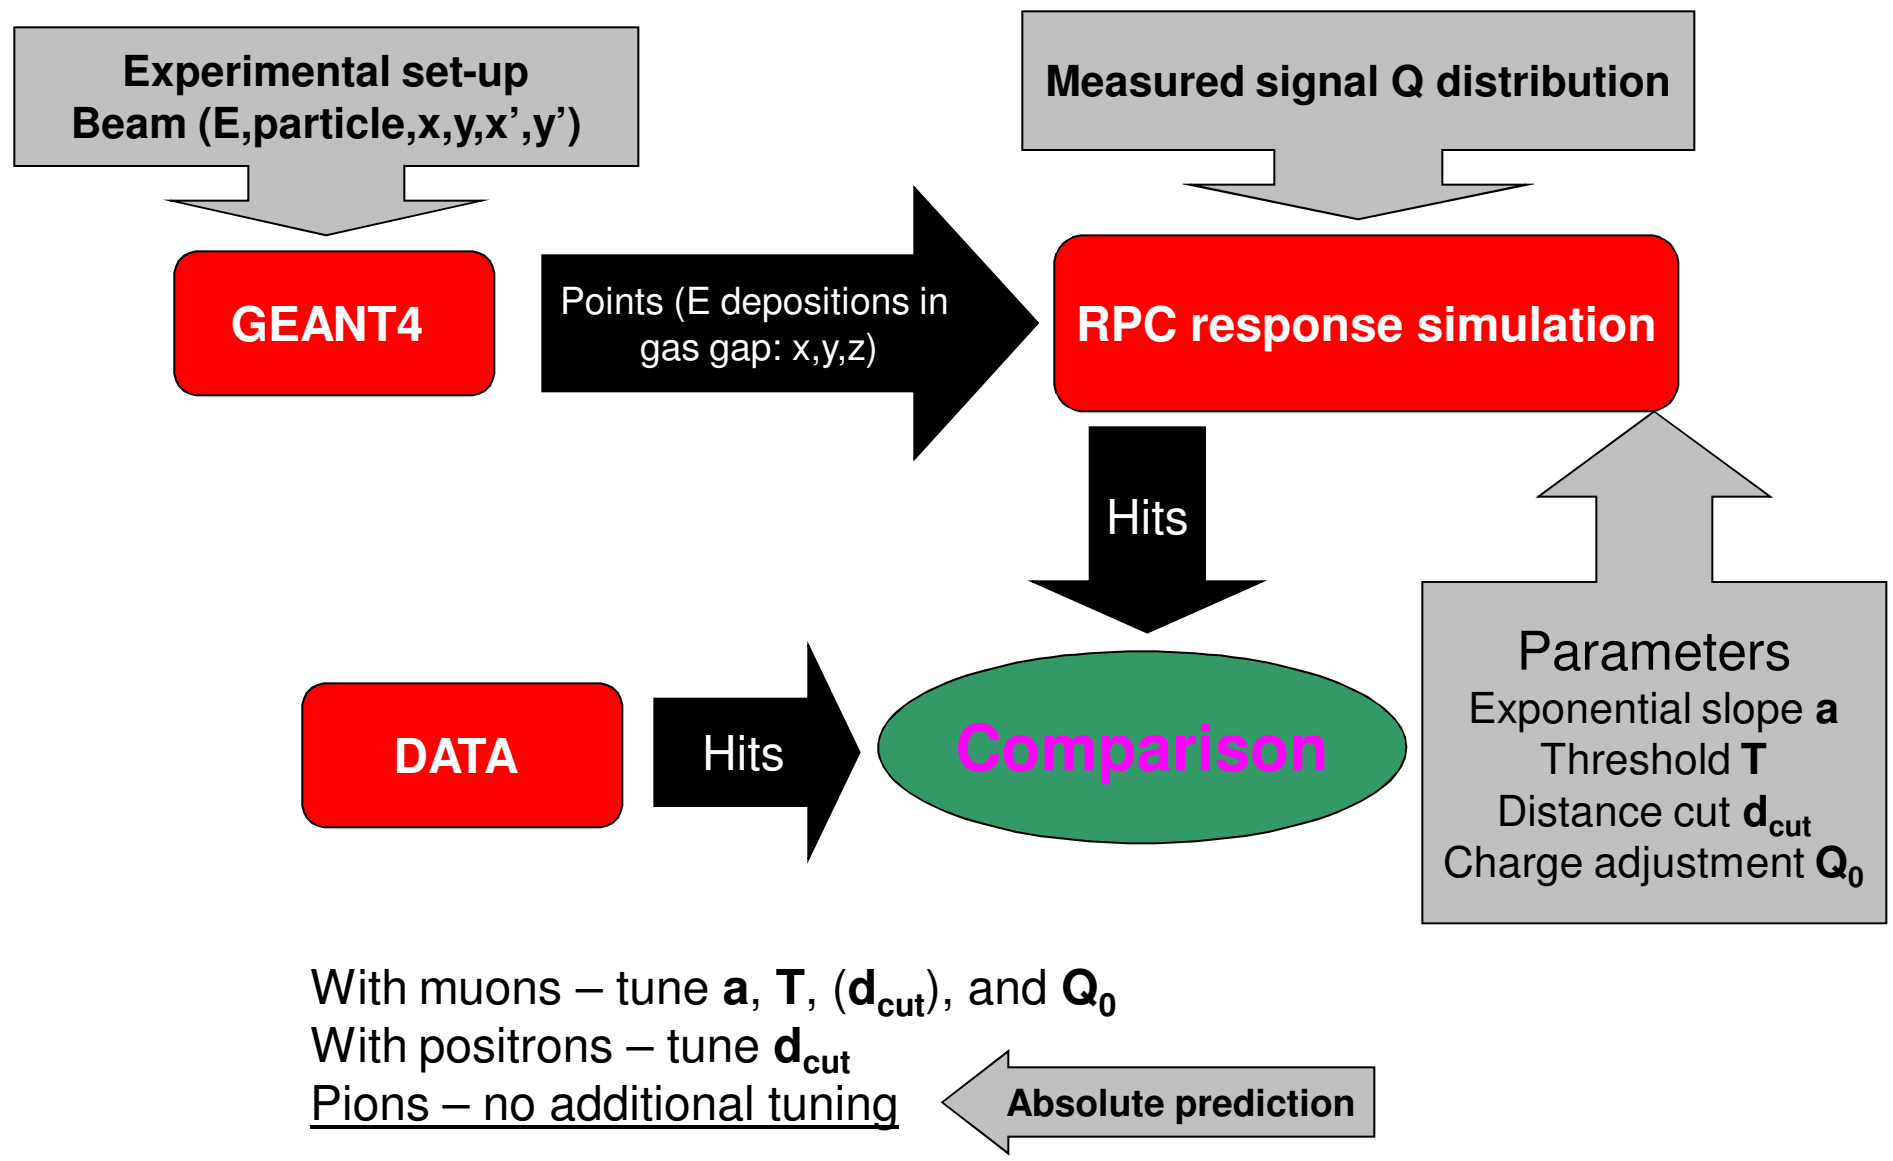 Experimental set-up
Beam (E,particle,x,y,x’,y’)
Measured signal Q distribution
GEANT4
Points (E depositions in
gas gap: x,y,z)
RPC response simulation
Hits
DATA
Hits
Comparison
Parameters
Exponential slope a
Threshold T
Distance cut dcut
Charge adjustment Q0
With muons – tune a, T, (dcut), and Q0
With positrons – tune dcut
Pions – no additional tuning
Absolute prediction